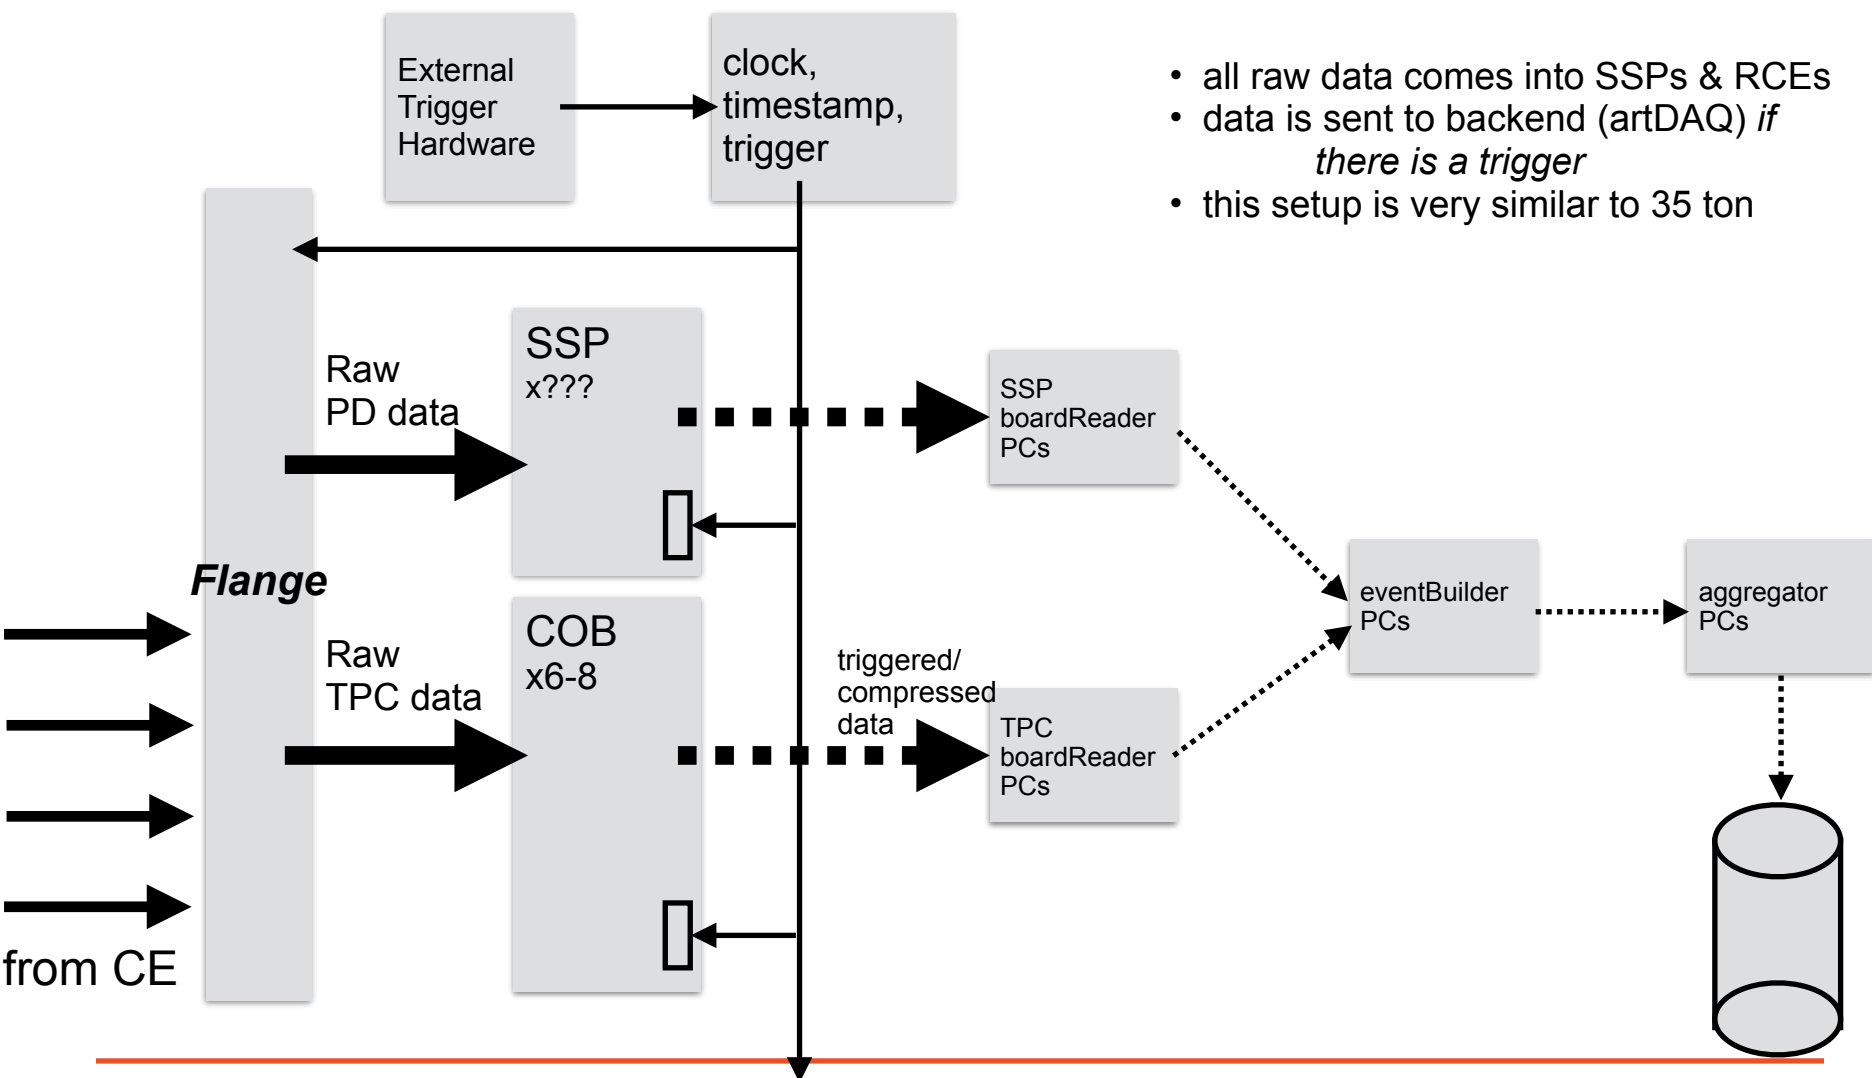 External
Trigger
Hardware
clock,
timestamp,
trigger
• all raw data comes into SSPs & RCEs
• data is sent to backend (artDAQ) if
there is a trigger
• this setup is very similar to 35 ton
Raw
PD data
SSP
x???
SSP
boardReader
PCs
Flange
eventBuilder
PCs
aggregator
PCs
Raw
TPC data
COB
x6-8
triggered/
compressed
data
TPC
boardReader
PCs
from CE